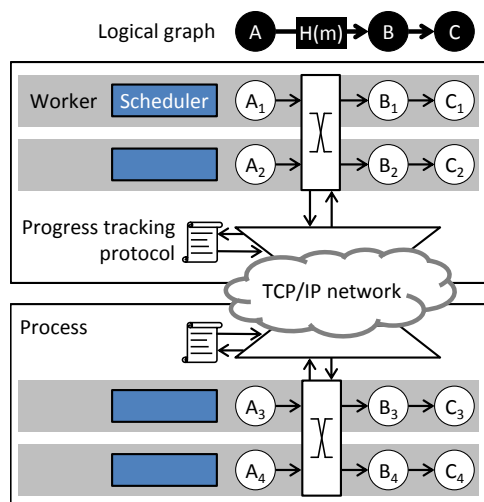 Logical graph A H(m) B C
Worker Scheduler A1 B1 C1
A2 B2 C2
Progress tracking
protocol
TCP/IP network
Process
A3 B3 C3
A4 B4 C4